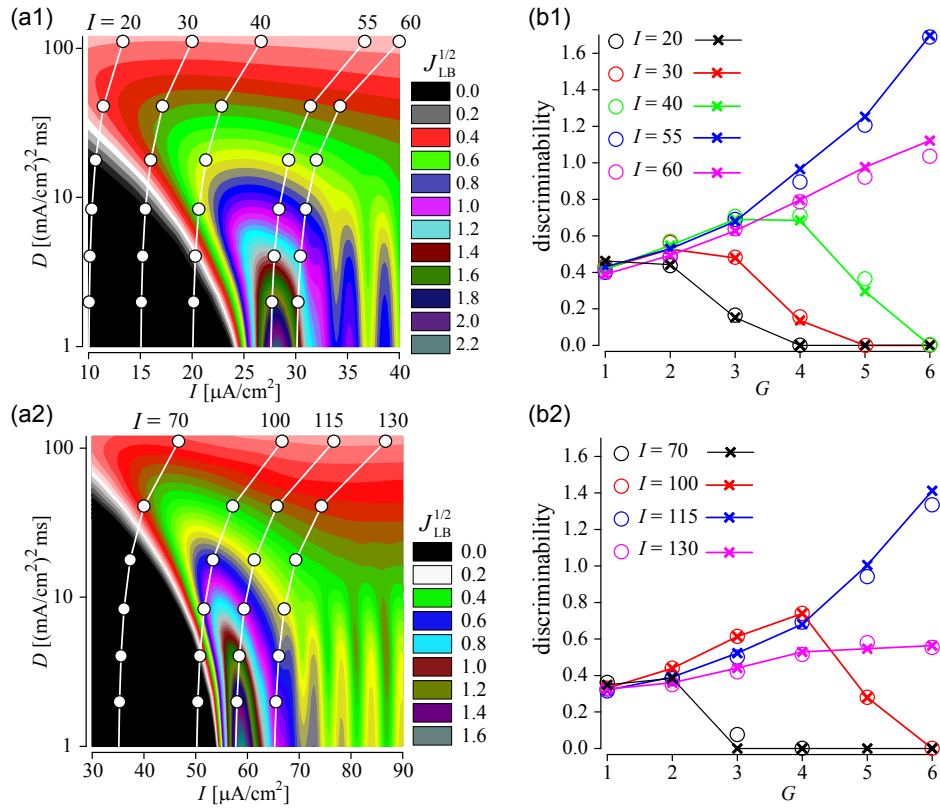 (a1)
I = 20 30 40 55 60
100
10
1
D [(mA/cm²)² ms]
10 15 20 25 30 35 40
I [μA/cm²]
J_LB^1/2
0.0
0.2
0.4
0.6
0.8
1.0
1.2
1.4
1.6
1.8
2.0
2.2
(b1)
discriminability
1.6
1.4
1.2
1.0
0.8
0.6
0.4
0.2
0.0
I = 20
I = 30
I = 40
I = 55
I = 60
1 2 3 4 5 6
G
(a2)
I = 70 100 115 130
100
10
1
D [(mA/cm²)² ms]
30 40 50 60 70 80 90
I [μA/cm²]
J_LB^1/2
0.0
0.2
0.4
0.6
0.8
1.0
1.2
1.4
1.6
(b2)
discriminability
1.6
1.4
1.2
1.0
0.8
0.6
0.4
0.2
0.0
I = 70
I = 100
I = 115
I = 130
1 2 3 4 5 6
G